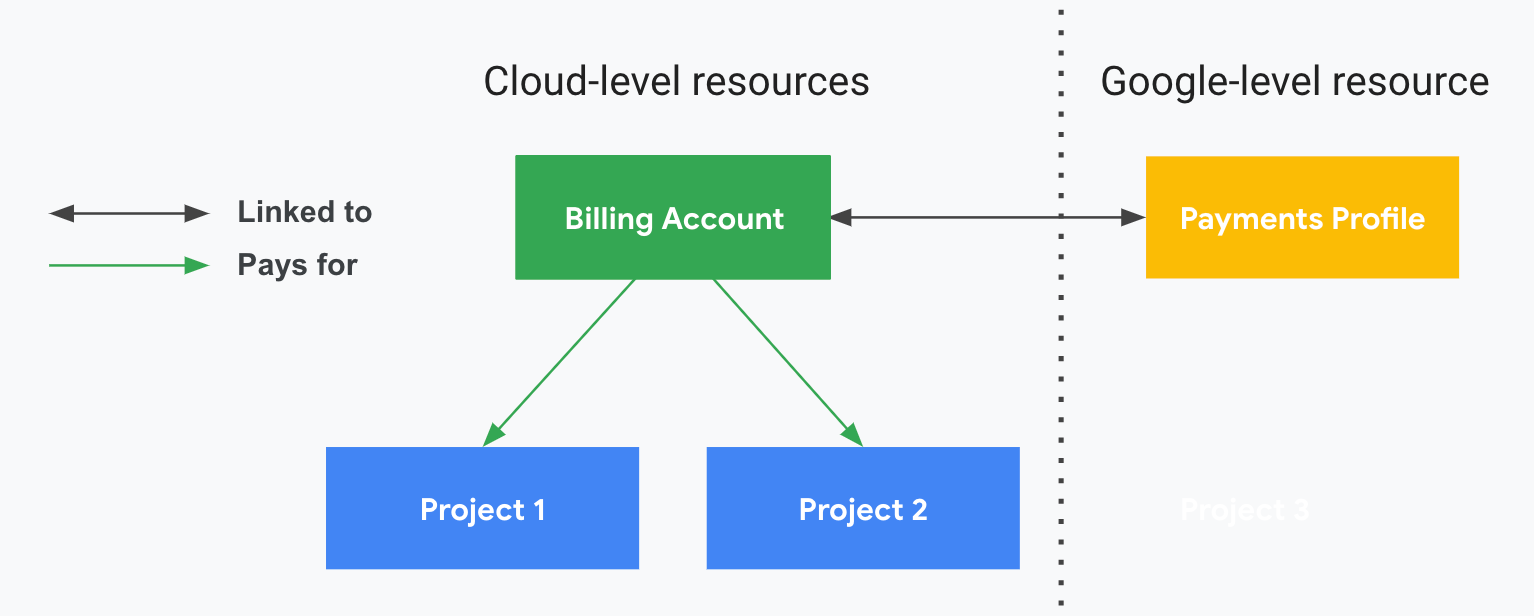 Cloud-level resources
Google-level resource
Linked to
Pays for
Billing Account
Payments Profile
Project 1
Project 2
Project 3